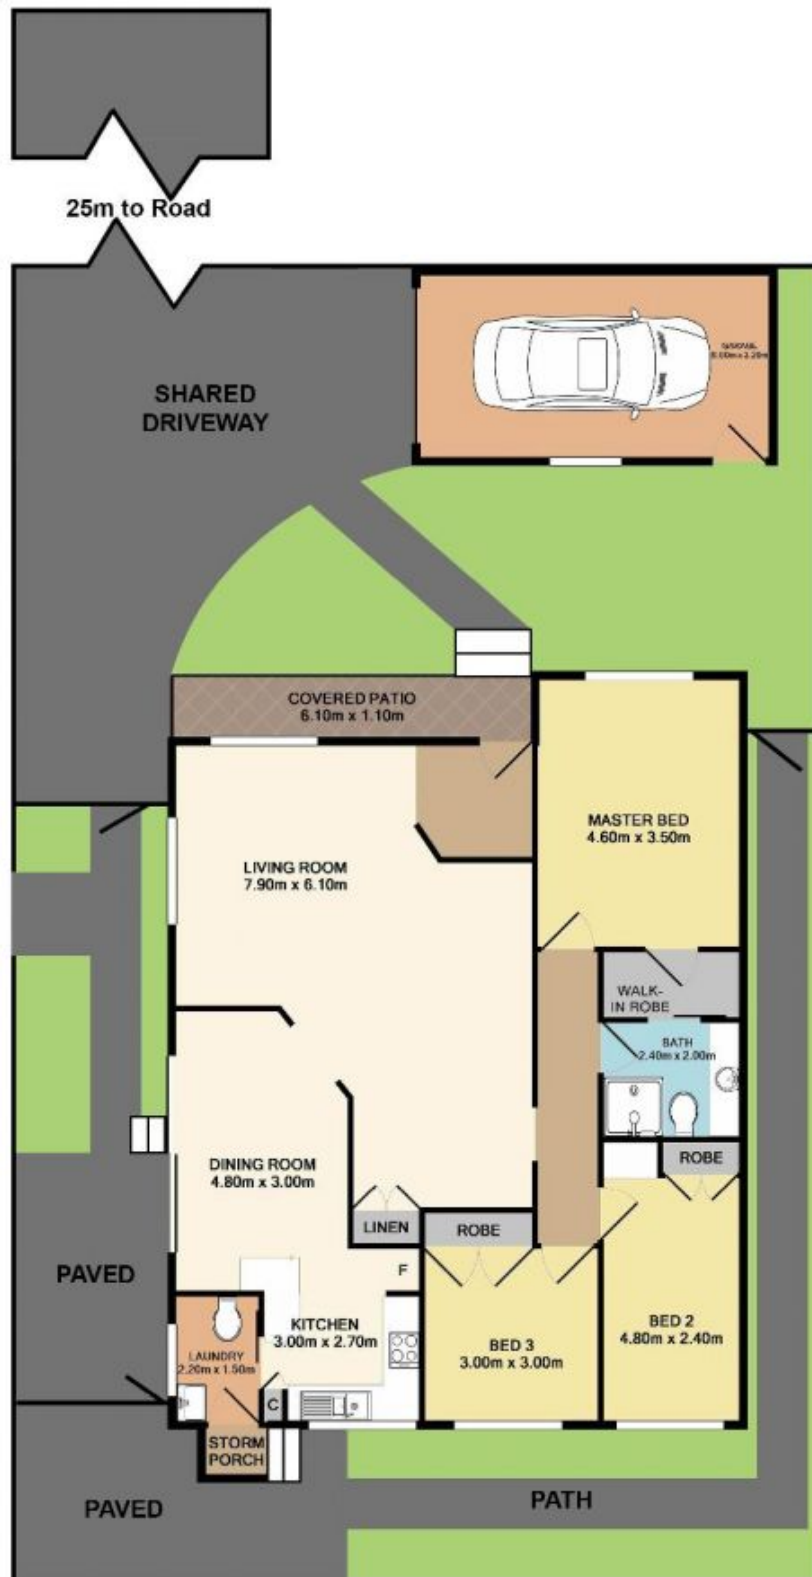 25m to Road
SHARED
DRIVEWAY
COVERED PATIO
6.10m x 1.10m
MASTER BED
4.60m x 3.50m
LIVING ROOM
7.90m x 6.10m
WALK-
IN ROBE
BATH
2.40m x 2.00m
DINING ROOM
4.80m x 3.00m
ROBE
LINEN
ROBE
F
PAVED
KITCHEN
3.00m x 2.70m
BED 2
4.80m x 2.40m
BED 3
3.00m x 3.00m
LAUNDRY
2.20m x 1.50m
C
STORM
PORCH
PAVED
PATH